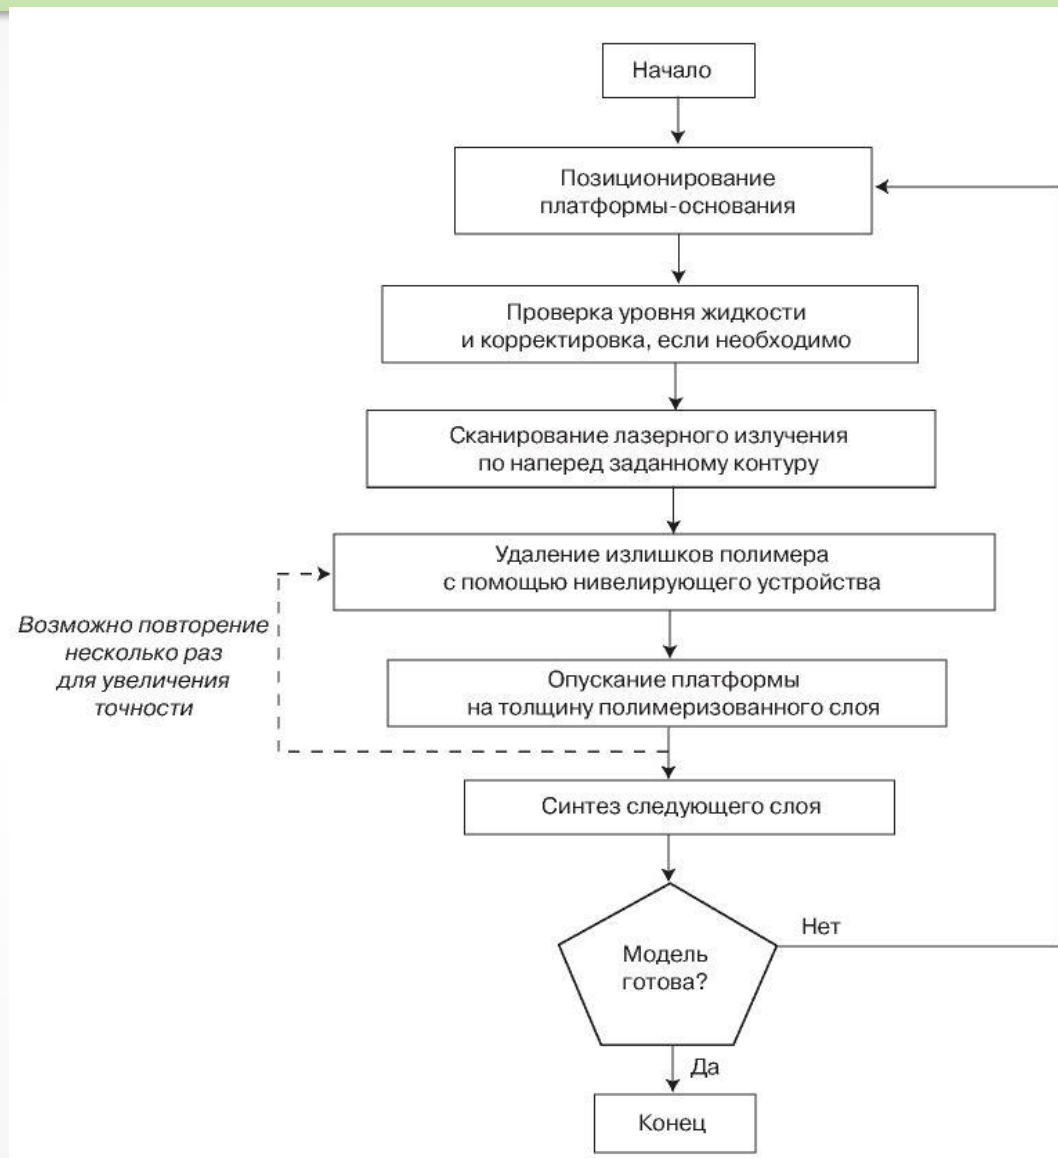 Начало
Позиционирование
платформы-основания
Проверка уровня жидкости
и корректировка, если необходимо
Сканирование лазерного излучения
по наперед заданному контуру
Удаление излишков полимера
с помощью нивелирующего устройства
Возможно повторение
несколько раз
для увеличения
точности
Опускание платформы
на толщину полимеризованного слоя
Синтез следующего слоя
Модель
готова?
Нет
Да
Конец